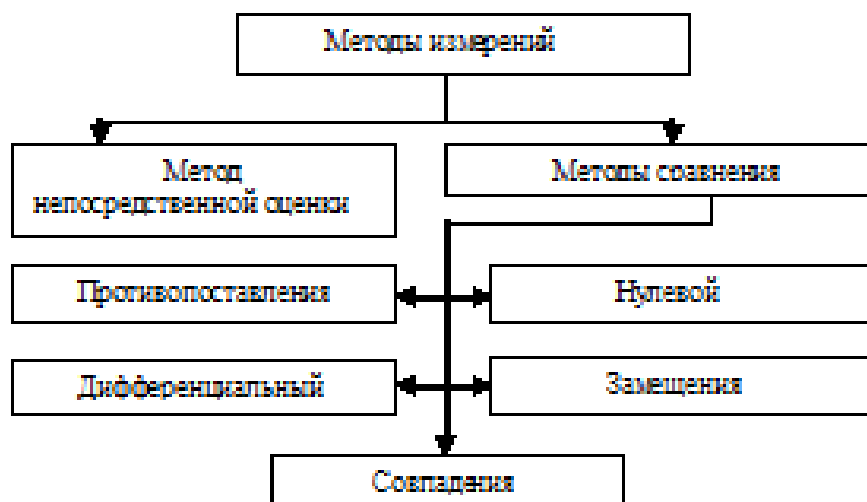 Методы измерений
Метод
непосредственной оценки
Методы сравнения
Противопоставления
Нулевой
Дифференциальный
Замещения
Совпадения